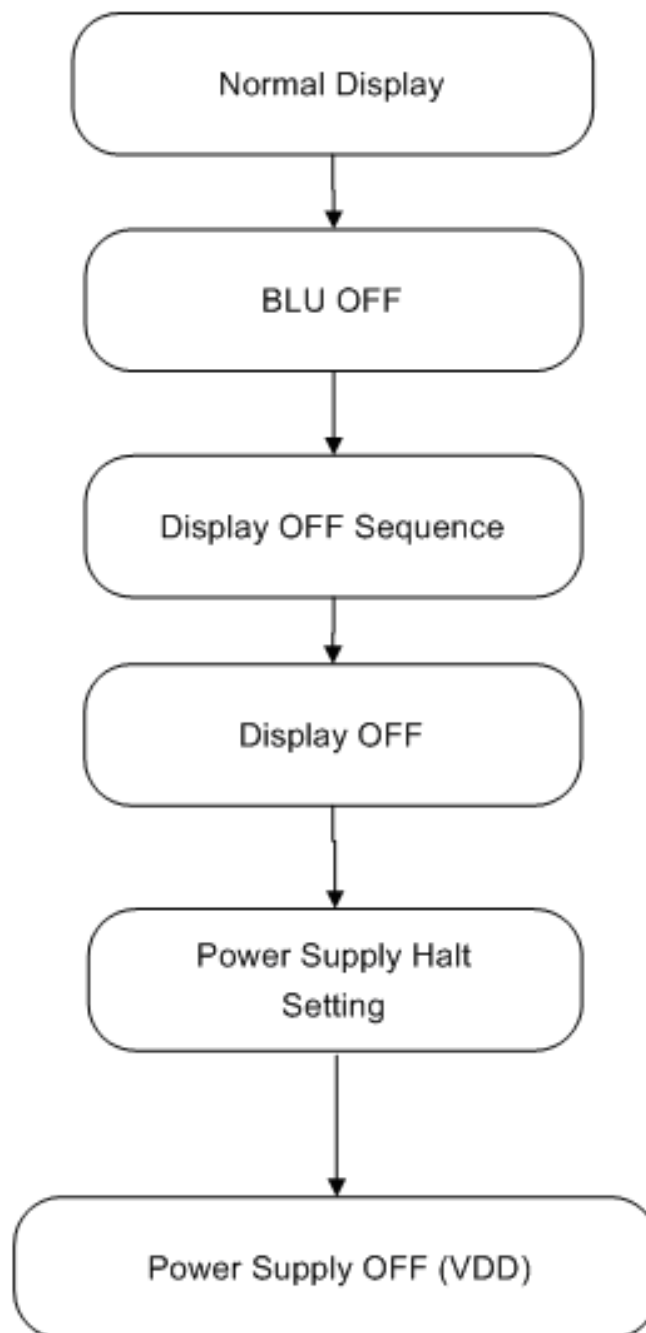 Normal Display
BLU OFF
Display OFF Sequence
Display OFF
Power Supply Halt
Setting
Power Supply OFF (VDD)